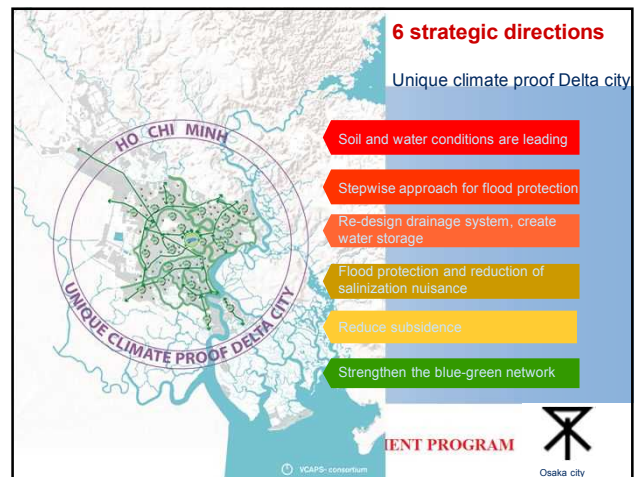 6 strategic directions
Unique climate proof Delta city
HO CHI MINH
UNIQUE CLIMATE PROOF DELTA CITY
Soil and water conditions are leading
Stepwise approach for flood protection
Re-design drainage system, create
water storage
Flood protection and reduction of
salinization nuisance
Reduce subsidence
Strengthen the blue-green network
VCAPS- consortium
PROGRAM
Osaka city